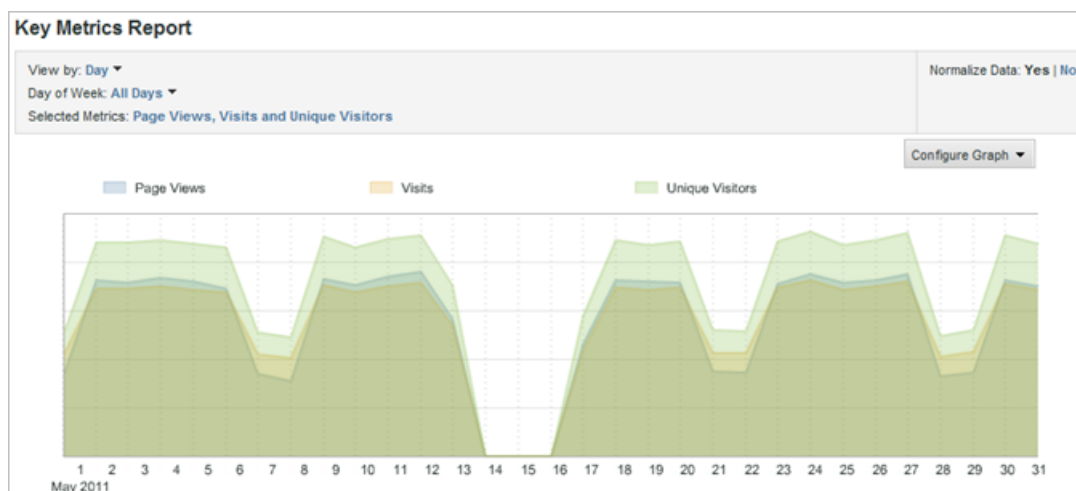 Key Metrics Report
View by: Day
Normalize Data: Yes | No
Day of Week: All Days
Selected Metrics: Page Views, Visits and Unique Visitors
Configure Graph
Page Views Visits Unique Visitors
1 2 3 4 5 6 7 8 9 10 11 12 13 14 15 16 17 18 19 20 21 22 23 24 25 26 27 28 29 30 31
May 2011